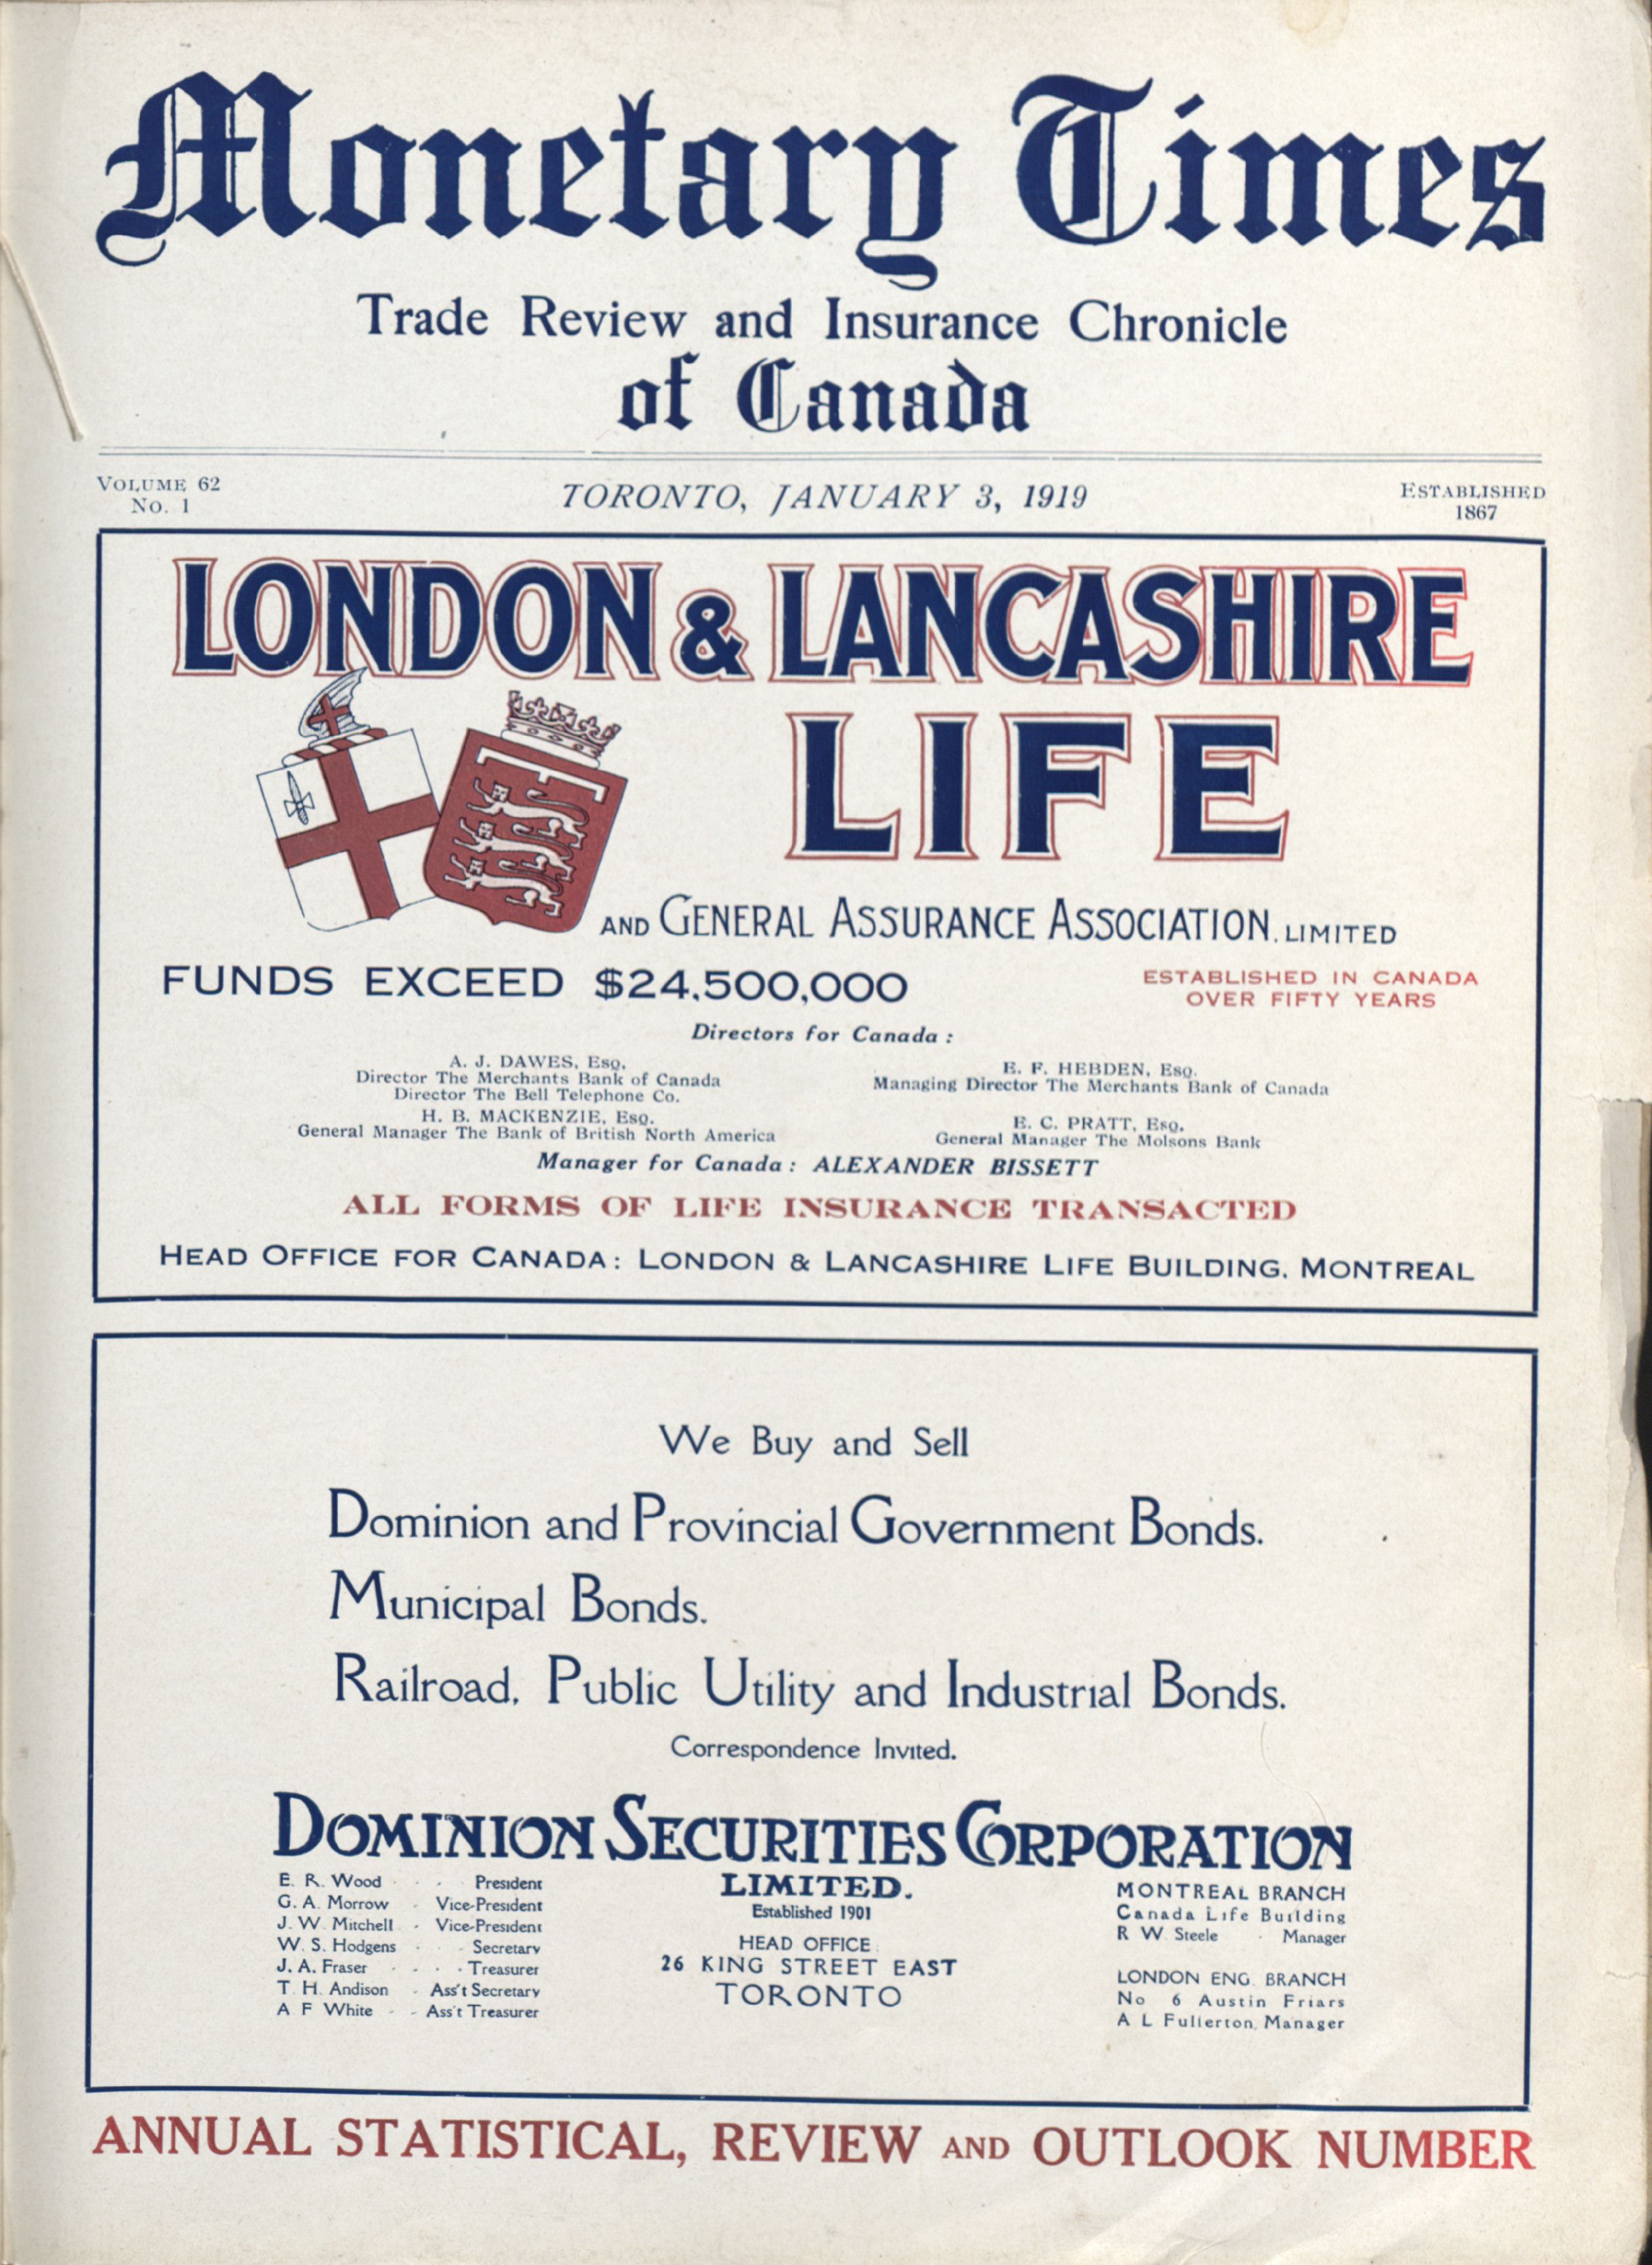 Monetary Times
Trade Review and Insurance Chronicle
of Canada
VOLUME 62
No. 1
TORONTO, JANUARY 3, 1919
ESTABLISHED
1867
LONDON & LANCASHIRE
LIFE
AND GENERAL ASSURANCE ASSOCIATION, LIMITED
FUNDS EXCEED $24,500,000
ESTABLISHED IN CANADA
OVER FIFTY YEARS
Directors for Canada:
A. J. DAWES, Esq.
Director The Merchants Bank of Canada
Director The Bell Telephone Co.
H. B. MACKENZIE, Esq.
General Manager The Bank of British North America
E. F. HEBDEN, Esq.
Managing Director The Merchants Bank of Canada
E. C. PRATT, Esq.
General Manager The Molsons Bank
Manager for Canada: ALEXANDER BISSETT
ALL FORMS OF LIFE INSURANCE TRANSACTED
HEAD OFFICE FOR CANADA: LONDON & LANCASHIRE LIFE BUILDING, MONTREAL
We Buy and Sell
Dominion and Provincial Government Bonds.
Municipal Bonds.
Railroad, Public Utility and Industrial Bonds.
Correspondence Invited.
DOMINION SECURITIES CORPORATION
LIMITED.
Established 1901
HEAD OFFICE
26 KING STREET EAST
TORONTO
E. R. Wood - - President
G. A. Morrow - Vice-President
J. W. Mitchell - Vice-President
W. S. Hodgens - - Secretary
J. A. Fraser - - - Treasurer
T. H. Andison - Ass't Secretary
A F White - - Ass't Treasurer
MONTREAL BRANCH
Canada Life Building
R W Steele - Manager
LONDON ENG. BRANCH
No 6 Austin Friars
A L Fullerton, Manager
ANNUAL STATISTICAL, REVIEW AND OUTLOOK NUMBER